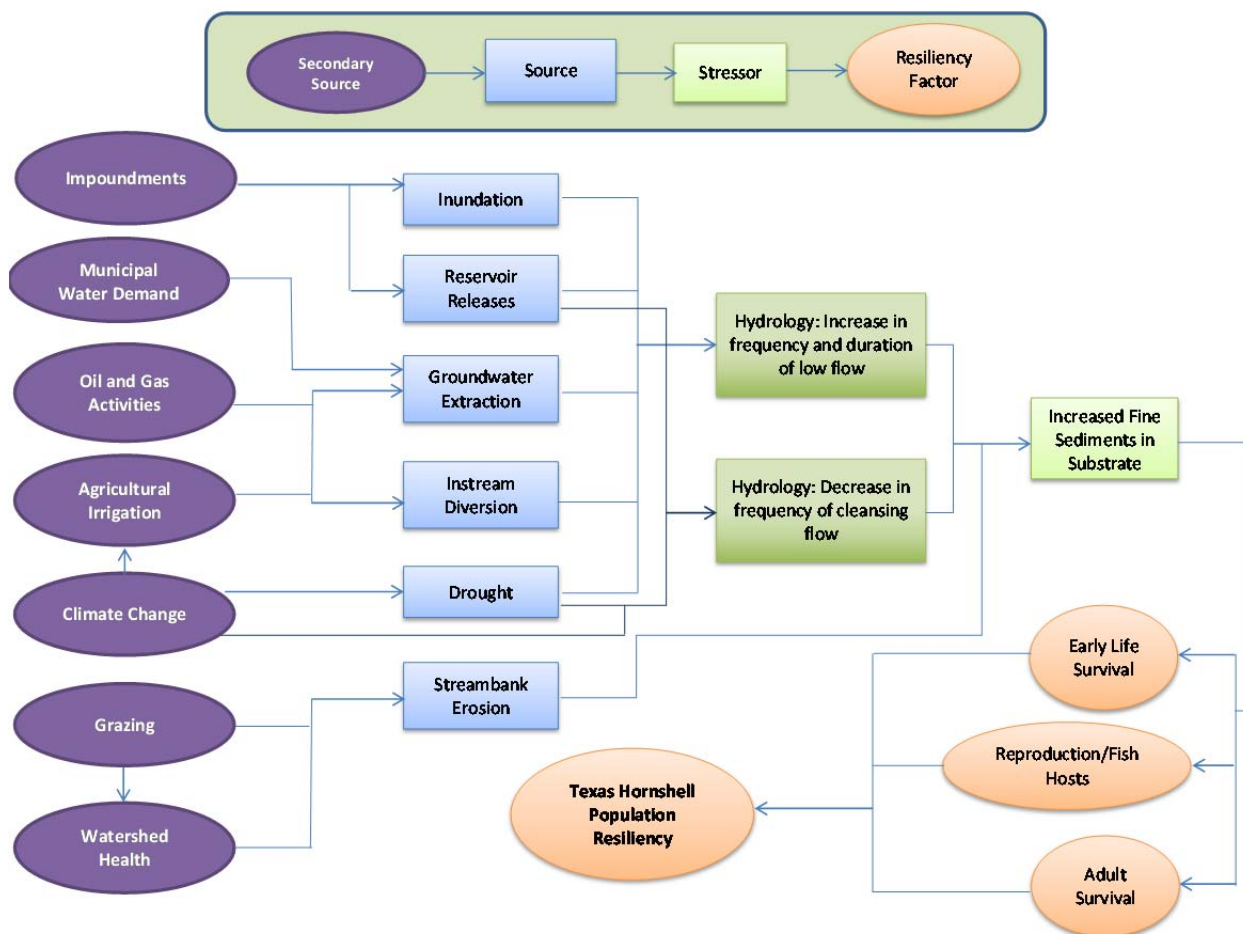 Secondary
Source
Source
Stressor
Resiliency
Factor
Impoundments
Municipal
Water Demand
Oil and Gas
Activities
Agricultural
Irrigation
Climate Change
Grazing
Watershed
Health
Inundation
Reservoir
Releases
Groundwater
Extraction
Instream
Diversion
Drought
Streambank
Erosion
Hydrology: Increase in
frequency and duration
of low flow
Hydrology: Decrease in
frequency of cleansing
flow
Increased Fine
Sediments in
Substrate
Early Life
Survival
Reproduction/Fish
Hosts
Adult
Survival
Texas Hornshell
Population
Resiliency